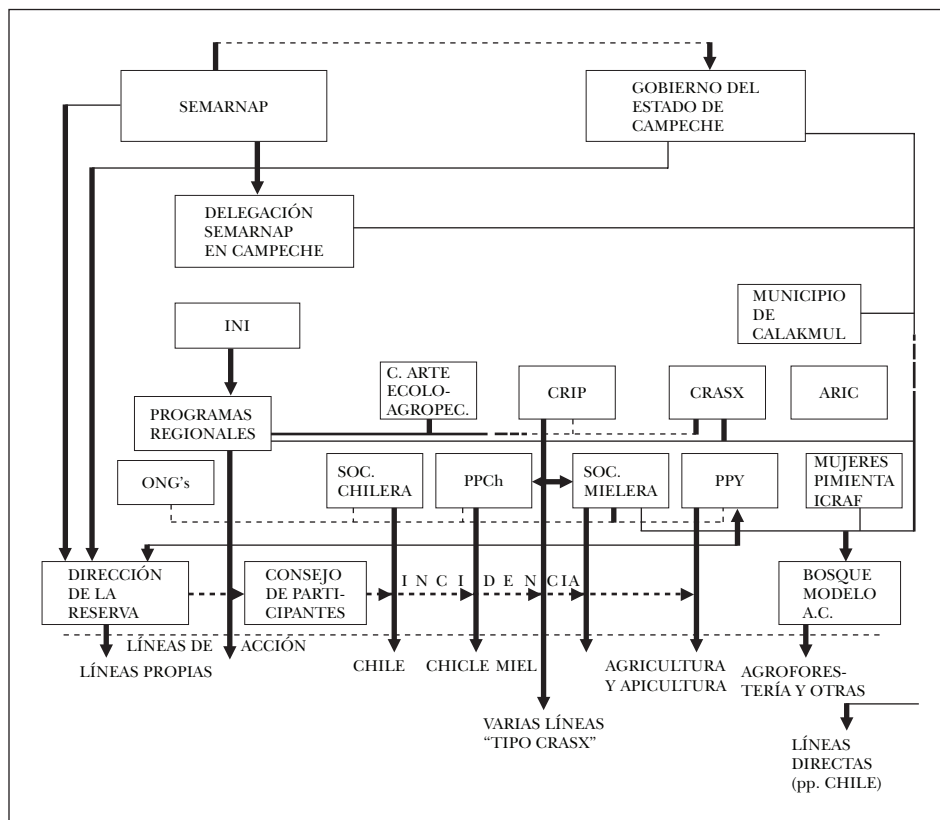 SEMARNAP
GOBIERNO DEL
ESTADO DE
CAMPECHE
DELEGACIÓN
SEMARNAP
EN CAMPECHE
MUNICIPIO
DE
CALAKMUL
INI
PROGRAMAS
REGIONALES
C. ARTE
ECOLO-
AGROPEC.
CRIP
CRASX
ARIC
ONG's
SOC.
CHILERA
PPCh
SOC.
MIELERA
PPY
MUJERES
PIMIENTA
ICRAF
DIRECCIÓN
DE LA
RESERVA
CONSEJO
DE PARTI-
CIPANTES
INCIDENCIA
BOSQUE
MODELO
A.C.
LÍNEAS DE ACCIÓN
LÍNEAS PROPIAS
CHILE
CHICLE MIEL
AGRICULTURA
Y APICULTURA
AGROFORES-
TERÍA Y OTRAS
VARIAS LÍNEAS
“TIPO CRASX”
LÍNEAS
DIRECTAS
(pp. CHILE)